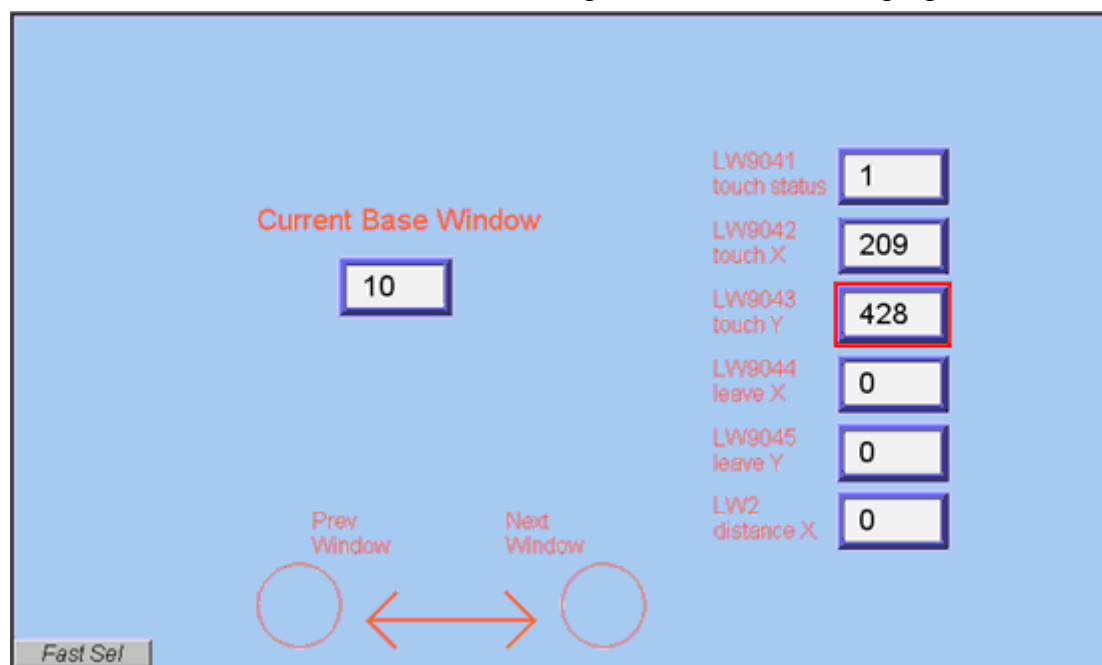 LW9041
touch status
1
Current Base Window
10
LW9042
touch X
209
LW9043
touch Y
428
LW9044
leave X
0
LW9045
leave Y
0
LW2
distance X
0
Prev
Window
Next
Window
Fast Sel